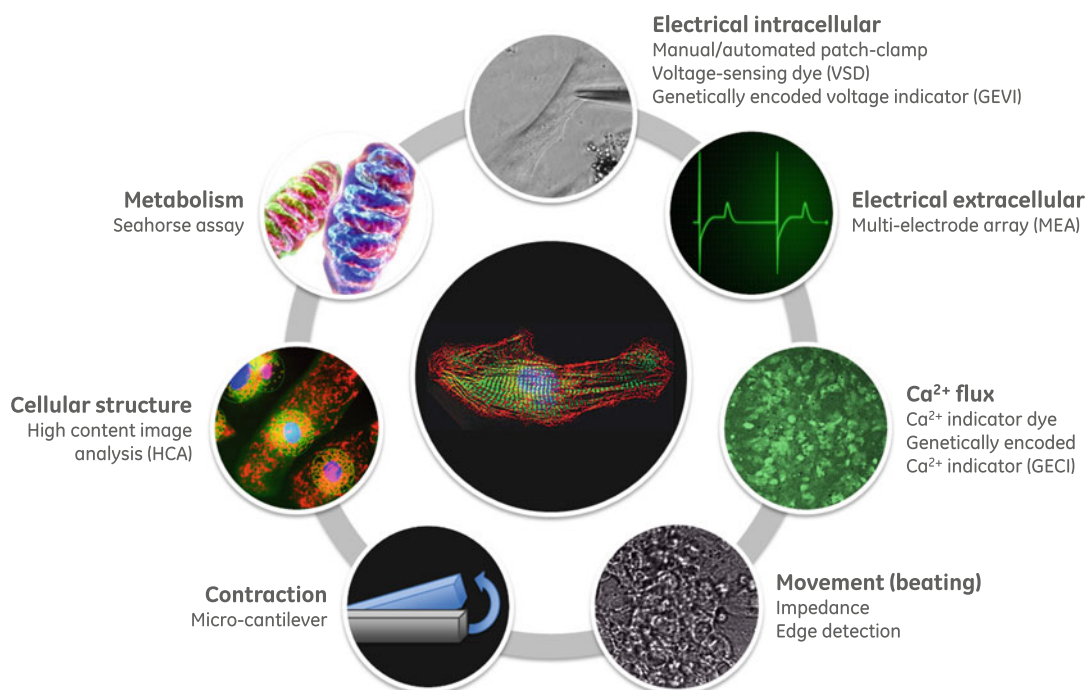 Electrical intracellular
Manual/automated patch-clamp
Voltage-sensing dye (VSD)
Genetically encoded voltage indicator (GEVI)
Electrical extracellular
Multi-electrode array (MEA)
Ca²⁺ flux
Ca²⁺ indicator dye
Genetically encoded
Ca²⁺ indicator (GECI)
Movement (beating)
Impedance
Edge detection
Contraction
Micro-cantilever
Cellular structure
High content image
analysis (HCA)
Metabolism
Seahorse assay